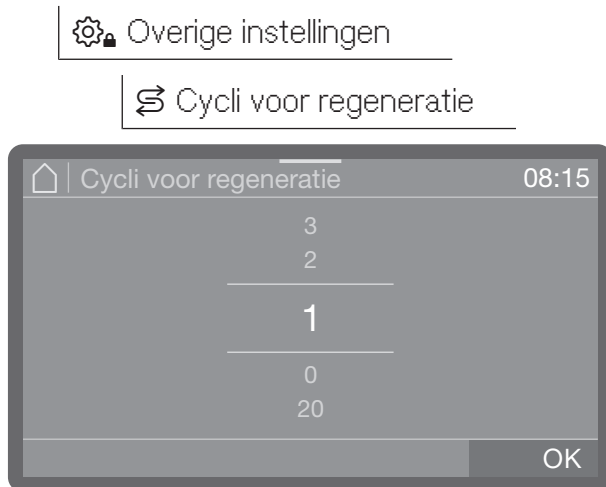 Overige instellingen
Cycli voor regeneratie
Cycli voor regeneratie 08:15
3
2
1
0
20
OK